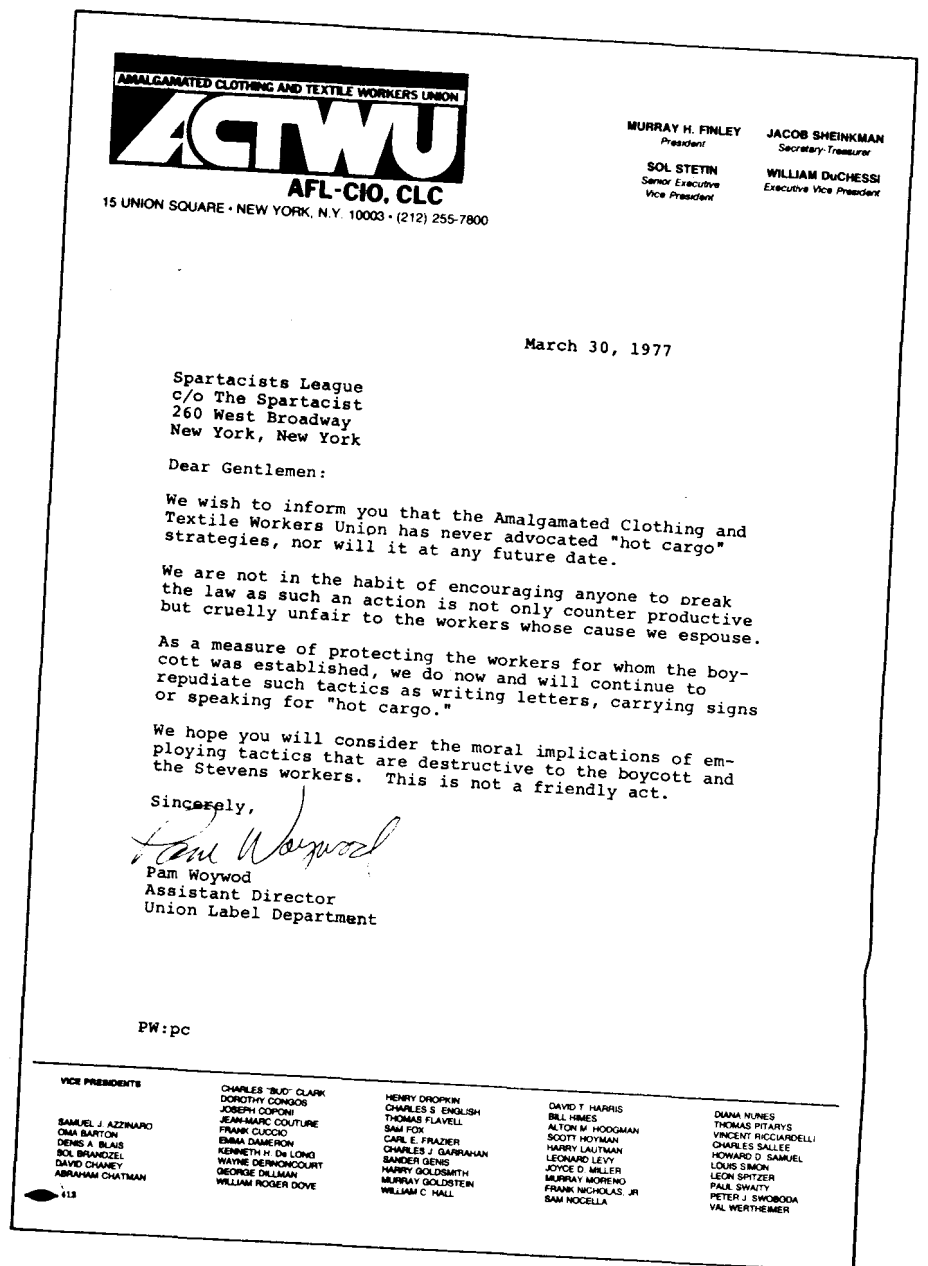 AMALGAMATED CLOTHING AND TEXTILE WORKERS UNION
ACTWU
AFL-CIO, CLC
15 UNION SQUARE • NEW YORK, N.Y. 10003 • (212) 255-7800
MURRAY H. FINLEY
President
JACOB SHEINKMAN
Secretary-Treasurer
SOL STETIN
Senior Executive
Vice President
WILLIAM DuCHESSI
Executive Vice President
March 30, 1977
Spartacists League
c/o The Spartacist
260 West Broadway
New York, New York
Dear Gentlemen:
We wish to inform you that the Amalgamated Clothing and
Textile Workers Union has never advocated "hot cargo"
strategies, nor will it at any future date.
We are not in the habit of encouraging anyone to break
the law as such an action is not only counter productive
but cruelly unfair to the workers whose cause we espouse.
As a measure of protecting the workers for whom the boy-
cott was established, we do now and will continue to
repudiate such tactics as writing letters, carrying signs
or speaking for "hot cargo."
We hope you will consider the moral implications of em-
ploying tactics that are destructive to the boycott and
the Stevens workers. This is not a friendly act.
Sincerely,
Pam Woywod
Pam Woywod
Assistant Director
Union Label Department
PW:pc
VICE PRESIDENTS
SAMUEL J. AZZINARO
OMA BARTON
DENIS A. BLAIS
SOL BRANDZEL
DAVID CHANEY
ABRAHAM CHATMAN
CHARLES "BUD" CLARK
DOROTHY CONGOS
JOSEPH COPONI
JEAN-MARC COUTURE
FRANK CUCCIO
EMMA DAMERON
KENNETH H. De LONG
WAYNE DERNONCOURT
GEORGE DILLMAN
WILLIAM ROGER DOVE
HENRY DROPKIN
CHARLES S. ENGLISH
THOMAS FLAVELL
SAM FOX
CARL E. FRAZIER
CHARLES J. GARRAHAN
SANDER GENIS
HARRY GOLDSMITH
MURRAY GOLDSTEIN
WILLIAM C. HALL
DAVID T. HARRIS
BILL HIMES
ALTON M. HODGMAN
SCOTT HOYMAN
HARRY LAUTMAN
LEONARD LEVY
JOYCE D. MILLER
MURRAY MORENO
FRANK NICHOLAS, JR
SAM NOCELLA
DIANA NUNES
THOMAS PITARYS
VINCENT RICCIARDELLI
CHARLES SALLEE
HOWARD D. SAMUEL
LOUIS SIMON
LEON SPITZER
PAUL SWAITY
PETER J. SWOBODA
VAL WERTHEIMER